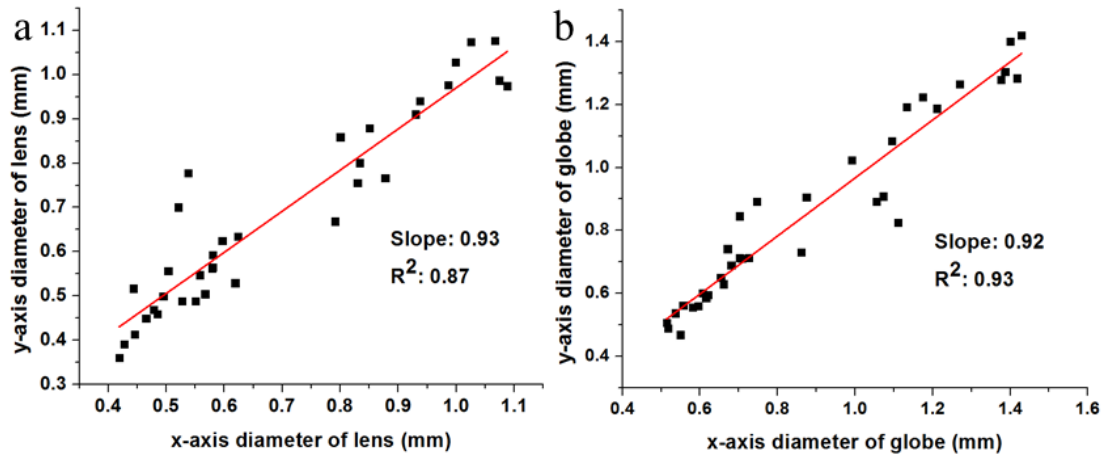 a
y-axis diameter of lens (mm)
1.1
1.0
0.9
0.8
0.7
0.6
0.5
0.4
0.3
Slope: 0.93
R²: 0.87
0.4 0.5 0.6 0.7 0.8 0.9 1.0 1.1
x-axis diameter of lens (mm)
b
y-axis diameter of globe (mm)
1.4
1.2
1.0
0.8
0.6
0.4
Slope: 0.92
R²: 0.93
0.4 0.6 0.8 1.0 1.2 1.4 1.6
x-axis diameter of globe (mm)